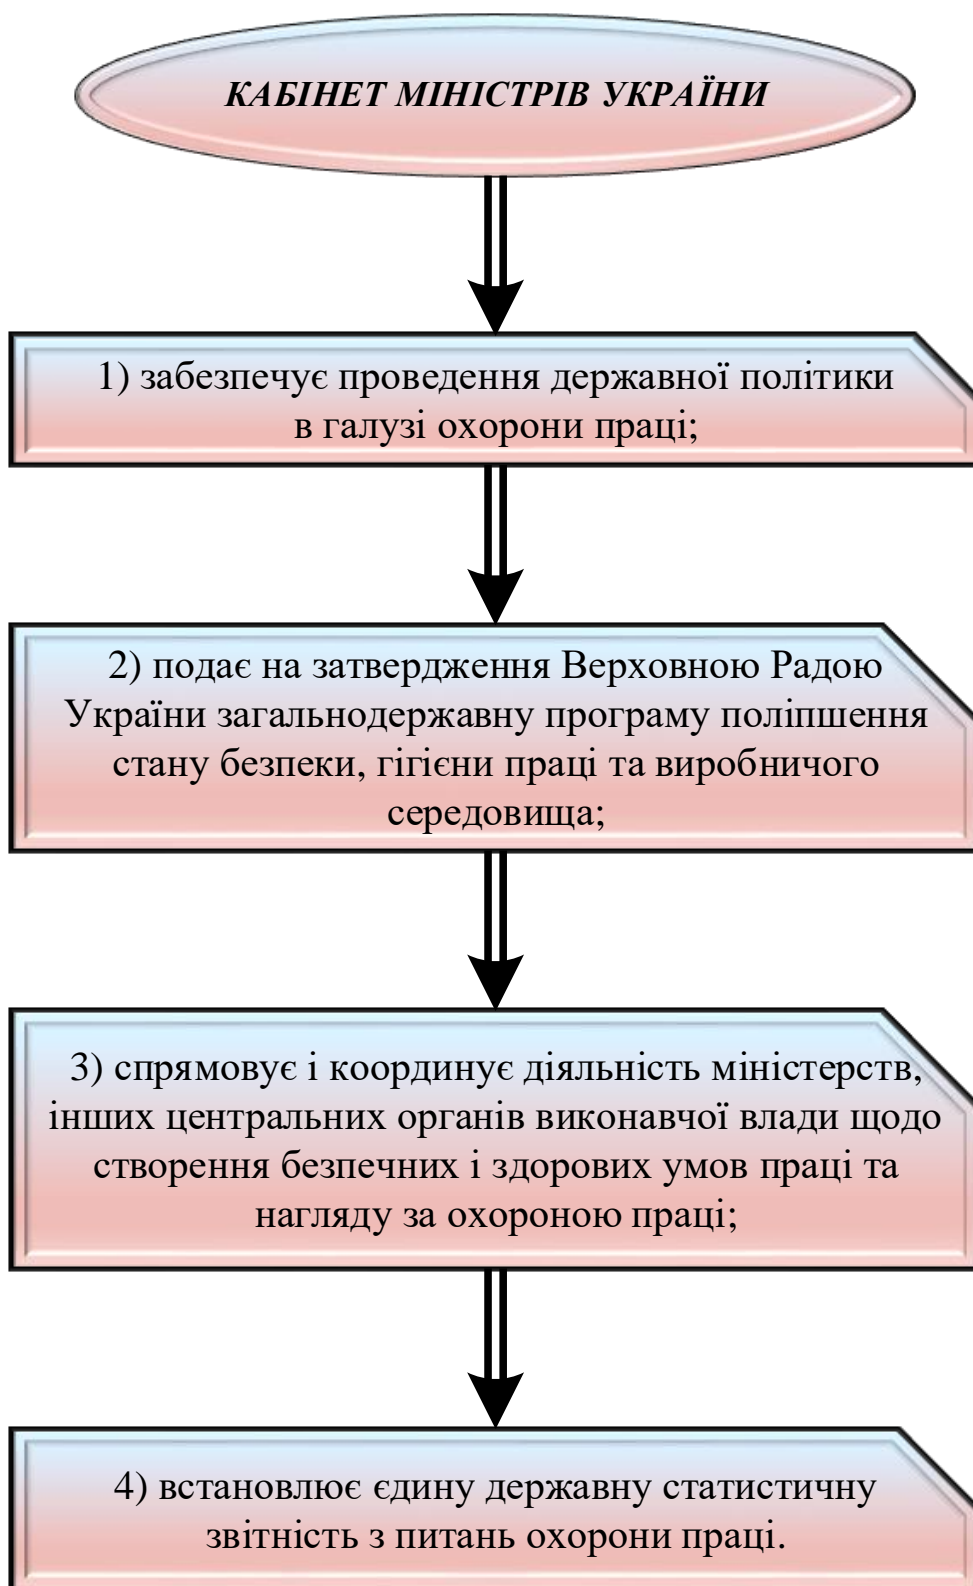 КАБІНЕТ МІНІСТРІВ УКРАЇНИ
1) забезпечує проведення державної політики
в галузі охорони праці;
2) подає на затвердження Верховною Радою
України загальнодержавну програму поліпшення
стану безпеки, гігієни праці та виробничого
середовища;
3) спрямовує і координує діяльність міністерств,
інших центральних органів виконавчої влади щодо
створення безпечних і здорових умов праці та
нагляду за охороною праці;
4) встановлює єдину державну статистичну
звітність з питань охорони праці.